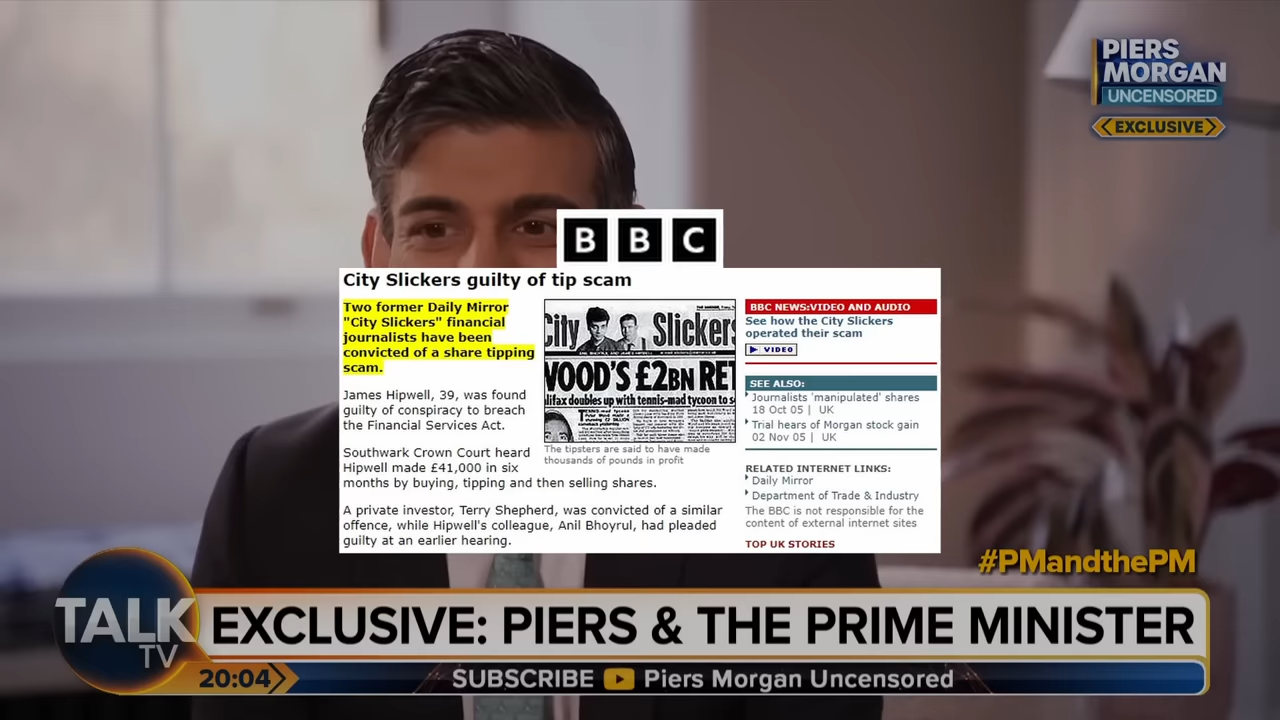 PIERS
MORGAN
UNCENSORED
EXCLUSIVE
BBC
City Slickers guilty of tip scam
Two former Daily Mirror
"City Slickers" financial
journalists have been
convicted of a share tipping
scam.
James Hipwell, 39, was found
guilty of conspiracy to breach
the Financial Services Act.
Southwark Crown Court heard
Hipwell made £41,000 in six
months by buying, tipping and then selling shares.
A private investor, Terry Shepherd, was convicted of a similar
offence, while Hipwell's colleague, Anil Bhoyrul, had pleaded
guilty at an earlier hearing.
City Slickers
WOOD'S £2BN RET
lifax doubles up with tennis-mad tycoon to s
The tipsters are said to have made
thousands of pounds in profit
BBC NEWS:VIDEO AND AUDIO
See how the City Slickers
operated their scam
VIDEO
SEE ALSO:
Journalists 'manipulated' shares
18 Oct 05 | UK
Trial hears of Morgan stock gain
02 Nov 05 | UK
RELATED INTERNET LINKS:
Daily Mirror
Department of Trade & Industry
The BBC is not responsible for the
content of external internet sites
TOP UK STORIES
#PMandthePM
TALK
TV
EXCLUSIVE: PIERS & THE PRIME MINISTER
20:04
SUBSCRIBE Piers Morgan Uncensored